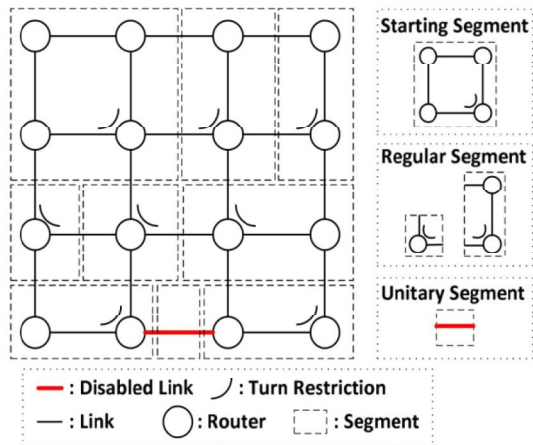 Starting Segment
Regular Segment
Unitary Segment
: Disabled Link : Turn Restriction
: Link : Router : Segment